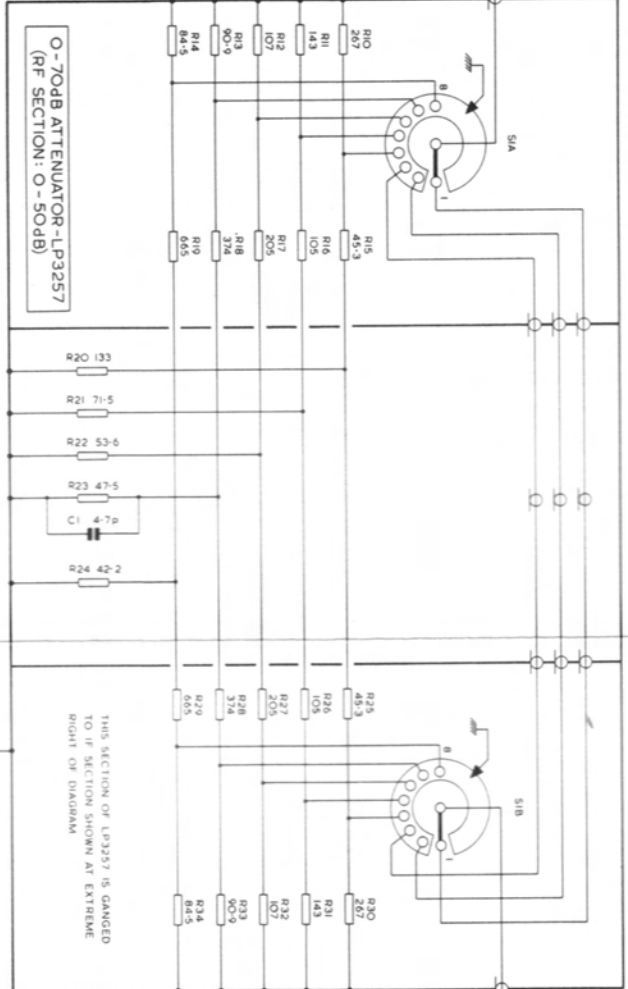 O-70dB ATTENUATOR-LP3257
(RF SECTION: O-50dB)
R14
84·5
R13
90·9
R12
107
R11
143
R10
267
8
1
S1A
R19
665
R18
374
R17
205
R16
105
R15
45·3
R20 133
R21 71·5
R22 53·6
R23 47·5
C1 4·7p
R24 42·2
R29
665
R28
374
R27
205
R26
105
R25
45·3
8
1
S1B
THIS SECTION OF LP3257 IS GANGED
TO IF SECTION SHOWN AT EXTREME
RIGHT OF DIAGRAM
R34
84·5
R33
90·9
R32
107
R31
143
R30
267